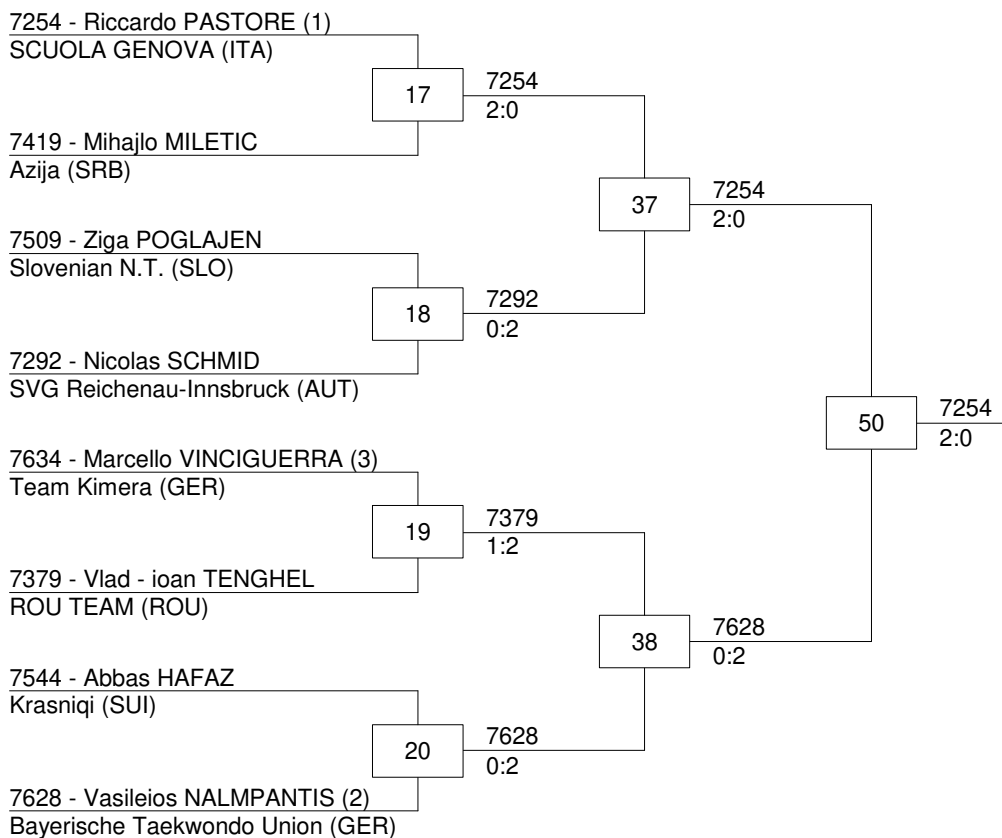 7254 - Riccardo PASTORE (1)
SCUOLA GENOVA (ITA)
17
7254
2:0
7419 - Mihajlo MILETIC
Azija (SRB)
37
7254
2:0
7509 - Ziga POGLAJEN
Slovenian N.T. (SLO)
18
7292
0:2
7292 - Nicolas SCHMID
SVG Reichenau-Innsbruck (AUT)
50
7254
2:0
7634 - Marcello VINCIGUERRA (3)
Team Kimera (GER)
19
7379
1:2
7379 - Vlad - ioan TENGHEL
ROU TEAM (ROU)
38
7628
0:2
7544 - Abbas HAFAZ
Krasniqi (SUI)
20
7628
0:2
7628 - Vasileios NALMPANTIS (2)
Bayerische Taekwondo Union (GER)